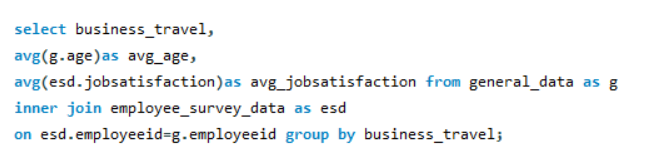 select business_travel,
avg(g.age)as avg_age,
avg(esd.jobsatisfaction)as avg_jobsatisfaction from general_data as g
inner join employee_survey_data as esd
on esd.employeeid=g.employeeid group by business_travel;